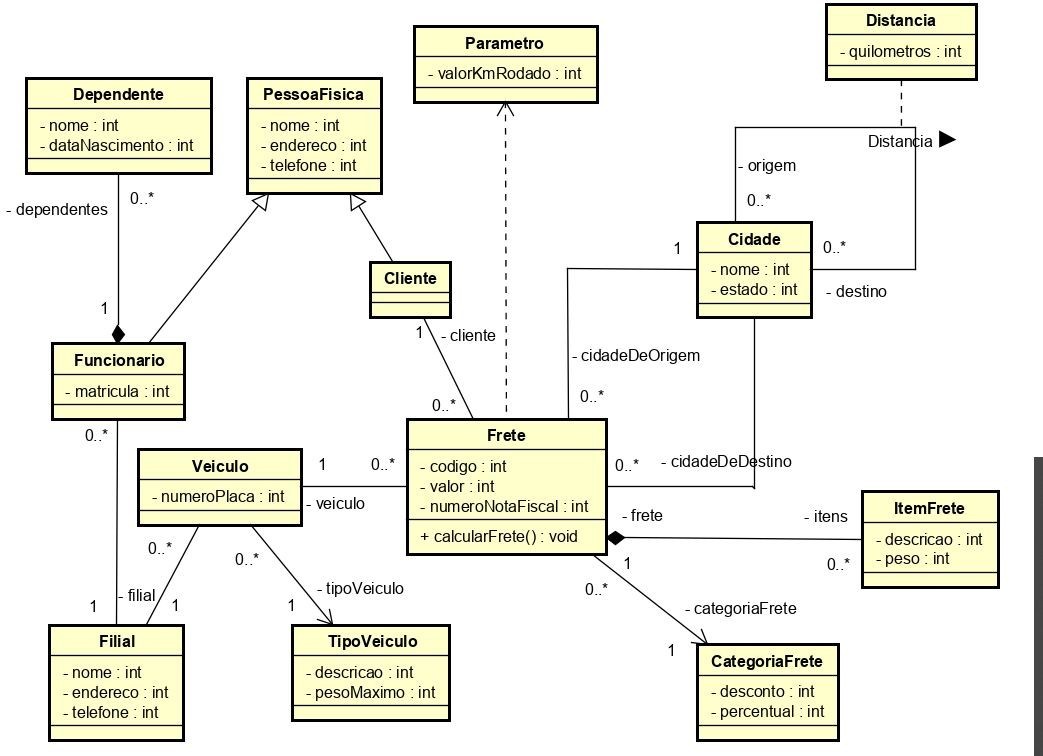 Distancia
- quilometros : int
Parametro
- valorKmRodado : int
Dependente
- nome : int
- dataNascimento : int
PessoaFisica
- nome : int
- endereco : int
- telefone : int
Distancia
- origem
0..*
0..*
- dependentes
1
Cidade
- nome : int
- estado : int
0..*
- destino
Cliente
1
- cliente
1
Funcionario
- matricula : int
- cidadeDeOrigem
0..*
0..*
0..*
Frete
- codigo : int
- valor : int
- numeroNotaFiscal : int
+ calcularFrete() : void
Veiculo
- numeroPlaca : int
1
0..*
- veiculo
0..*
- cidadeDeDestino
- frete
- itens
1
0..*
ItemFrete
- descricao : int
- peso : int
0..*
0..*
- filial
1
1
- tipoVeiculo
1
0..*
- categoriaFrete
1
Filial
- nome : int
- endereco : int
- telefone : int
TipoVeiculo
- descricao : int
- pesoMaximo : int
CategoriaFrete
- desconto : int
- percentual : int